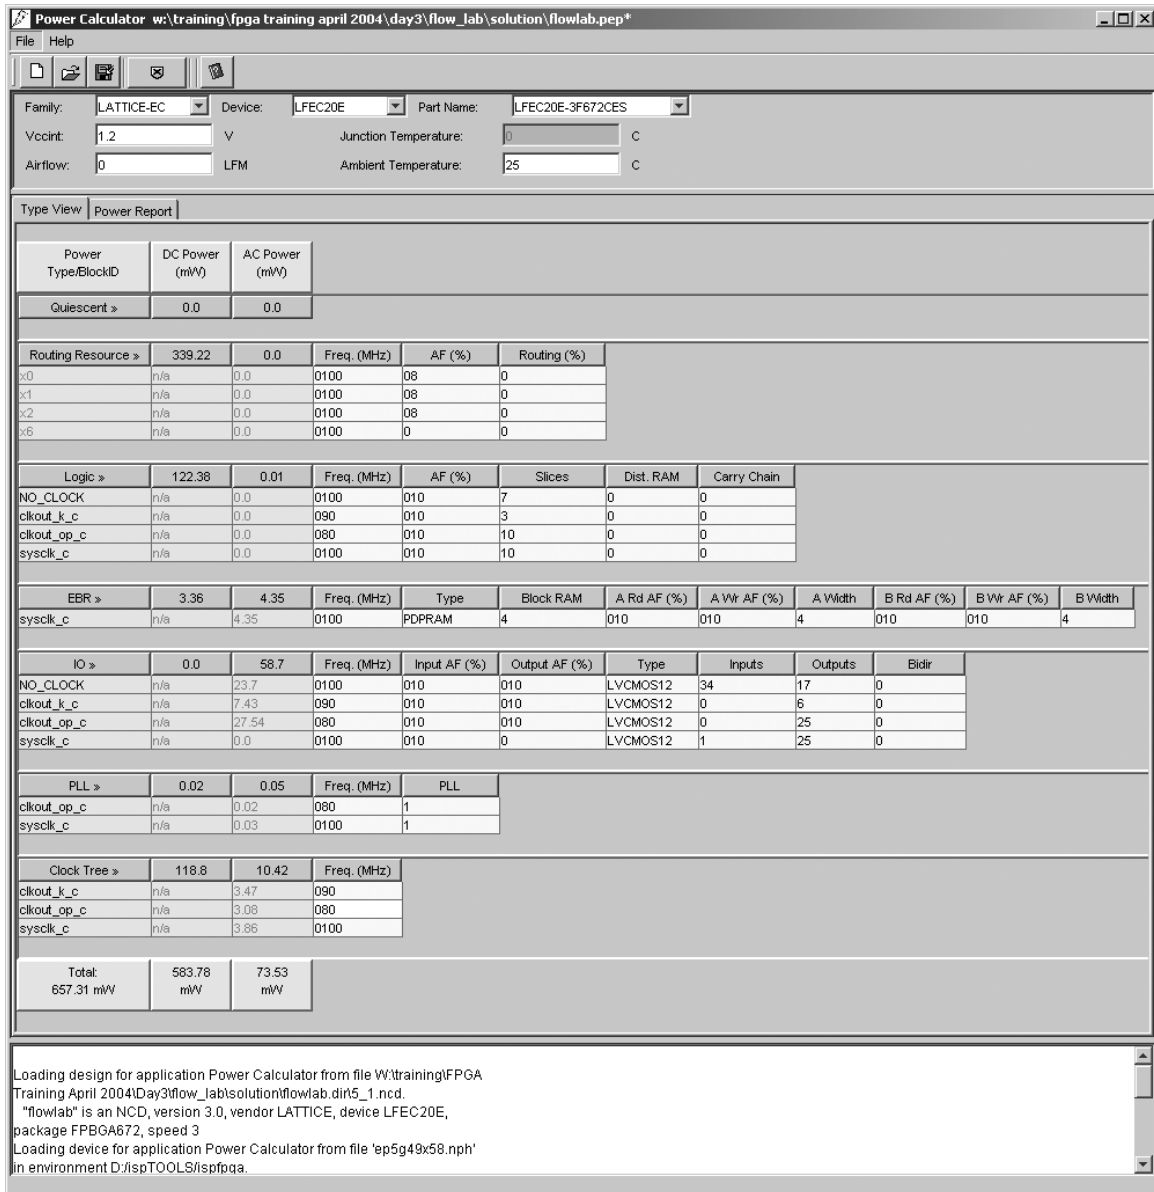 Power Calculator w:\training\fpga training april 2004\day3\flow_lab\solution\flowlab.pep*
File Help
Family: LATTICE-EC Device: LFEC20E Part Name: LFEC20E-3F672CES
Vccint: 1.2 V Junction Temperature: 0 C
Airflow: 0 LFM Ambient Temperature: 25 C
Type View Power Report
Power DC Power AC Power
Type/BlockID (mW) (mW)
Quiescent » 0.0 0.0
Routing Resource » 339.22 0.0 Freq. (MHz) AF (%) Routing (%)
x0 n/a 0.0 0100 08 0
x1 n/a 0.0 0100 08 0
x2 n/a 0.0 0100 08 0
x6 n/a 0.0 0100 0 0
Logic » 122.38 0.01 Freq. (MHz) AF (%) Slices Dist. RAM Carry Chain
NO_CLOCK n/a 0.0 0100 010 7 0 0
clkout_k_c n/a 0.0 090 010 3 0 0
clkout_op_c n/a 0.0 080 010 10 0 0
sysclk_c n/a 0.0 0100 010 10 0 0
EBR » 3.36 4.35 Freq. (MHz) Type Block RAM A Rd AF (%) A Wr AF (%) A Width B Rd AF (%) B Wr AF (%) B Width
sysclk_c n/a 4.35 0100 PDPRAM 4 010 010 4 010 010 4
IO » 0.0 58.7 Freq. (MHz) Input AF (%) Output AF (%) Type Inputs Outputs Bidir
NO_CLOCK n/a 23.7 0100 010 010 LVCMOS12 34 17 0
clkout_k_c n/a 7.43 090 010 010 LVCMOS12 0 6 0
clkout_op_c n/a 27.54 080 010 010 LVCMOS12 0 25 0
sysclk_c n/a 0.0 0100 010 0 LVCMOS12 1 25 0
PLL » 0.02 0.05 Freq. (MHz) PLL
clkout_op_c n/a 0.02 080 1
sysclk_c n/a 0.03 0100 1
Clock Tree » 118.8 10.42 Freq. (MHz)
clkout_k_c n/a 3.47 090
clkout_op_c n/a 3.08 080
sysclk_c n/a 3.86 0100
Total: 583.78 73.53
657.31 mW mW mW
Loading design for application Power Calculator from file W:\training\FPGA
Training April 2004\Day3\flow_lab\solution\flowlab.dir\5_1.ncd.
"flowlab" is an NCD, version 3.0, vendor LATTICE, device LFEC20E,
package FPBGA672, speed 3
Loading device for application Power Calculator from file 'ep5g49x58.nph'
in environment D:/ispTOOLS/ispfpga.